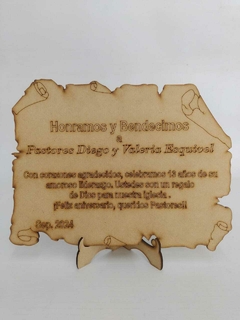 Honramos y Bendecimos
a
Pastores Diego y Valeria Esquivel
Con corazones agradecidos, celebramos 18 años de su
amoroso liderazgo. Ustedes son un regalo
de Dios para nuestra iglesia.
¡Feliz aniversario, queridos Pastores!!
Sep. 2024